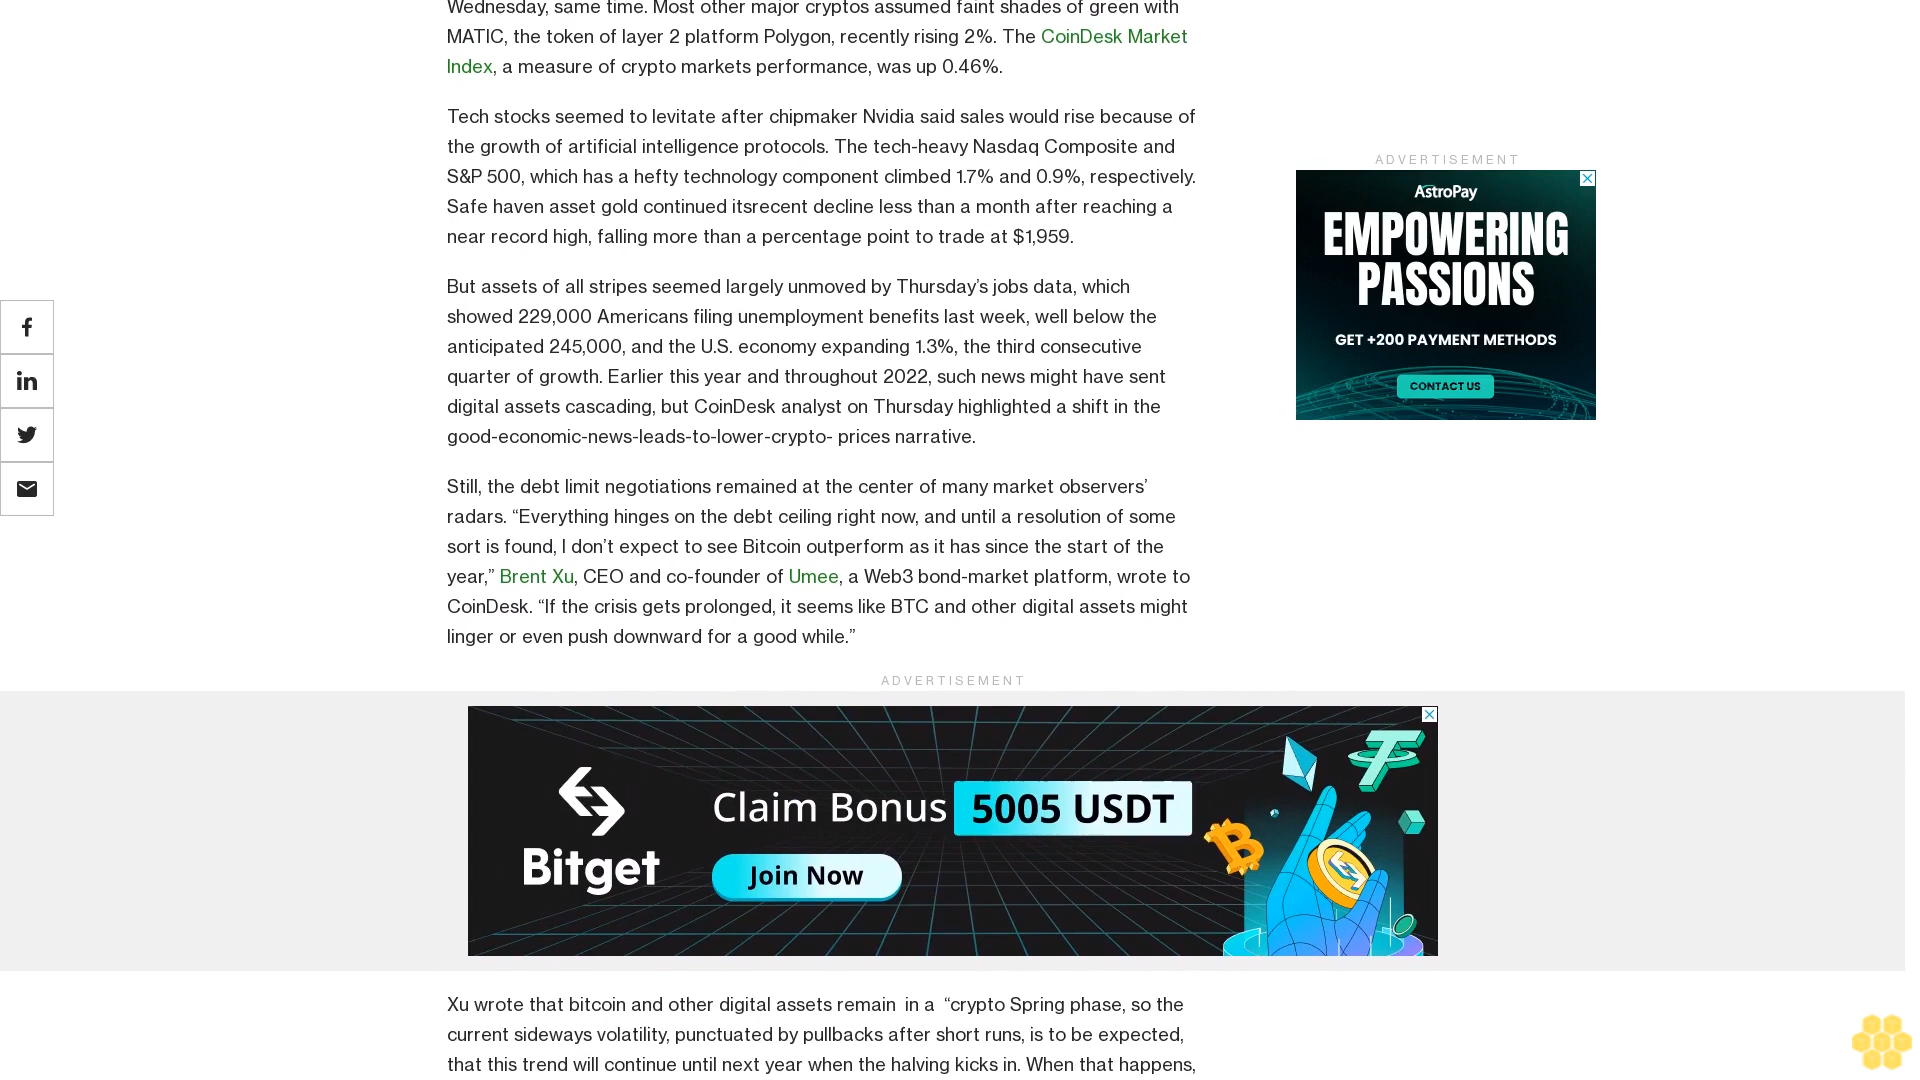 Wednesday, same time. Most other major cryptos assumed faint shades of green with
MATIC, the token of layer 2 platform Polygon, recently rising 2%. The CoinDesk Market
Index, a measure of crypto markets performance, was up 0.46%.
Tech stocks seemed to levitate after chipmaker Nvidia said sales would rise because of
the growth of artificial intelligence protocols. The tech-heavy Nasdaq Composite and
S&P 500, which has a hefty technology component climbed 1.7% and 0.9%, respectively.
Safe haven asset gold continued itsrecent decline less than a month after reaching a
near record high, falling more than a percentage point to trade at $1,959.
But assets of all stripes seemed largely unmoved by Thursday’s jobs data, which
showed 229,000 Americans filing unemployment benefits last week, well below the
anticipated 245,000, and the U.S. economy expanding 1.3%, the third consecutive
quarter of growth. Earlier this year and throughout 2022, such news might have sent
digital assets cascading, but CoinDesk analyst on Thursday highlighted a shift in the
good-economic-news-leads-to-lower-crypto- prices narrative.
Still, the debt limit negotiations remained at the center of many market observers’
radars. “Everything hinges on the debt ceiling right now, and until a resolution of some
sort is found, I don’t expect to see Bitcoin outperform as it has since the start of the
year,” Brent Xu, CEO and co-founder of Umee, a Web3 bond-market platform, wrote to
CoinDesk. “If the crisis gets prolonged, it seems like BTC and other digital assets might
linger or even push downward for a good while.”
ADVERTISEMENT
AstroPay
EMPOWERING
PASSIONS
GET +200 PAYMENT METHODS
CONTACT US
ADVERTISEMENT
Bitget
Claim Bonus 5005 USDT
Join Now
Xu wrote that bitcoin and other digital assets remain in a “crypto Spring phase, so the
current sideways volatility, punctuated by pullbacks after short runs, is to be expected,
that this trend will continue until next year when the halving kicks in. When that happens,